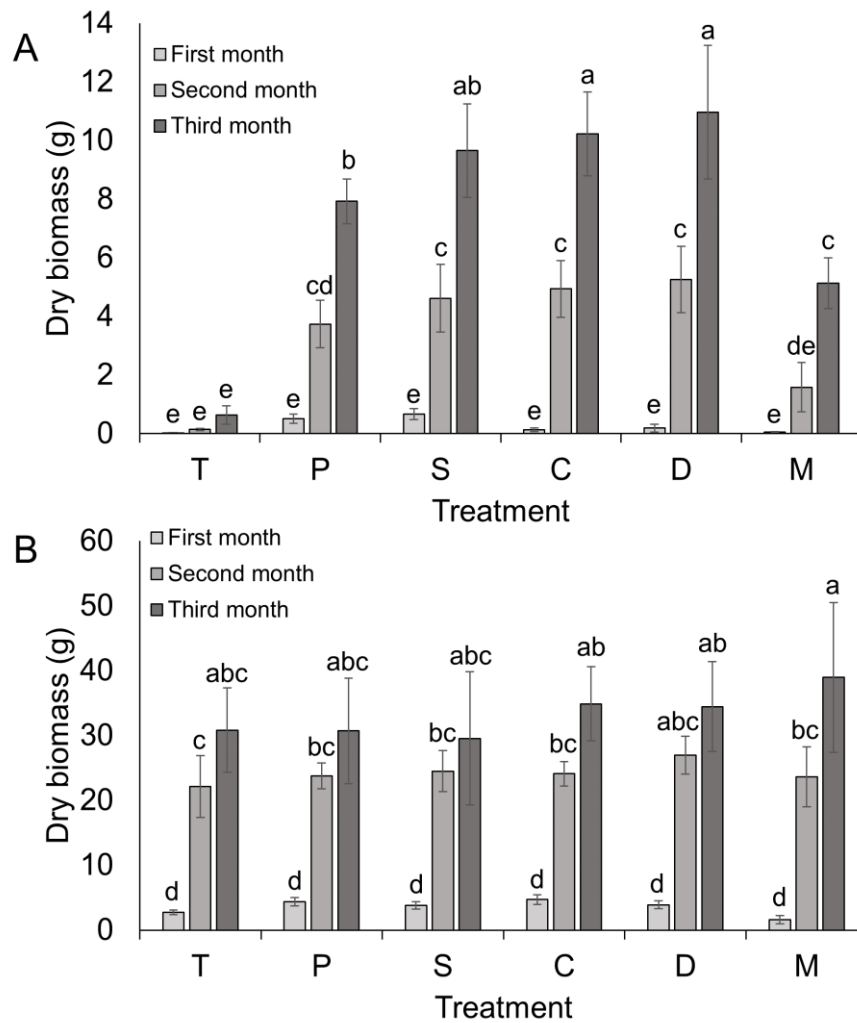 A
Dry biomass (g)
14
12
10
8
6
4
2
0
First month
Second month
Third month
e e e
e cd b
e c ab
e c a
e c a
e de c
T P S C D M
Treatment
B
Dry biomass (g)
60
50
40
30
20
10
0
First month
Second month
Third month
d c abc
d bc abc
d bc abc
d bc ab
d abc ab
d bc a
T P S C D M
Treatment